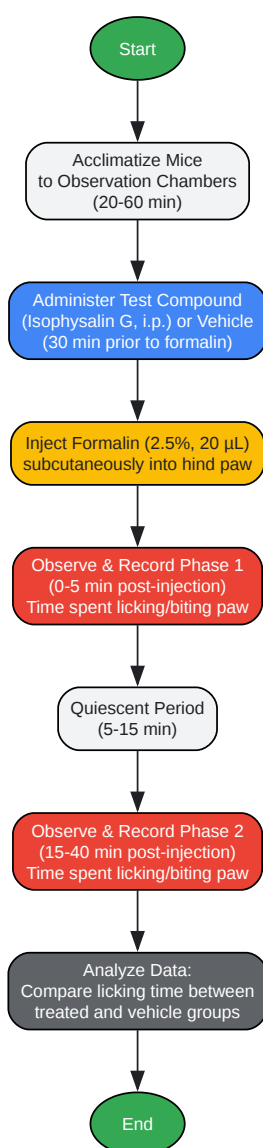 Start
Acclimatize Mice
to Observation Chambers
(20-60 min)
Administer Test Compound
(Isophysalin G, i.p.) or Vehicle
(30 min prior to formalin)
Inject Formalin (2.5%, 20 µL)
subcutaneously into hind paw
Observe & Record Phase 1
(0-5 min post-injection)
Time spent licking/biting paw
Quiescent Period
(5-15 min)
Observe & Record Phase 2
(15-40 min post-injection)
Time spent licking/biting paw
Analyze Data:
Compare licking time between
treated and vehicle groups
End